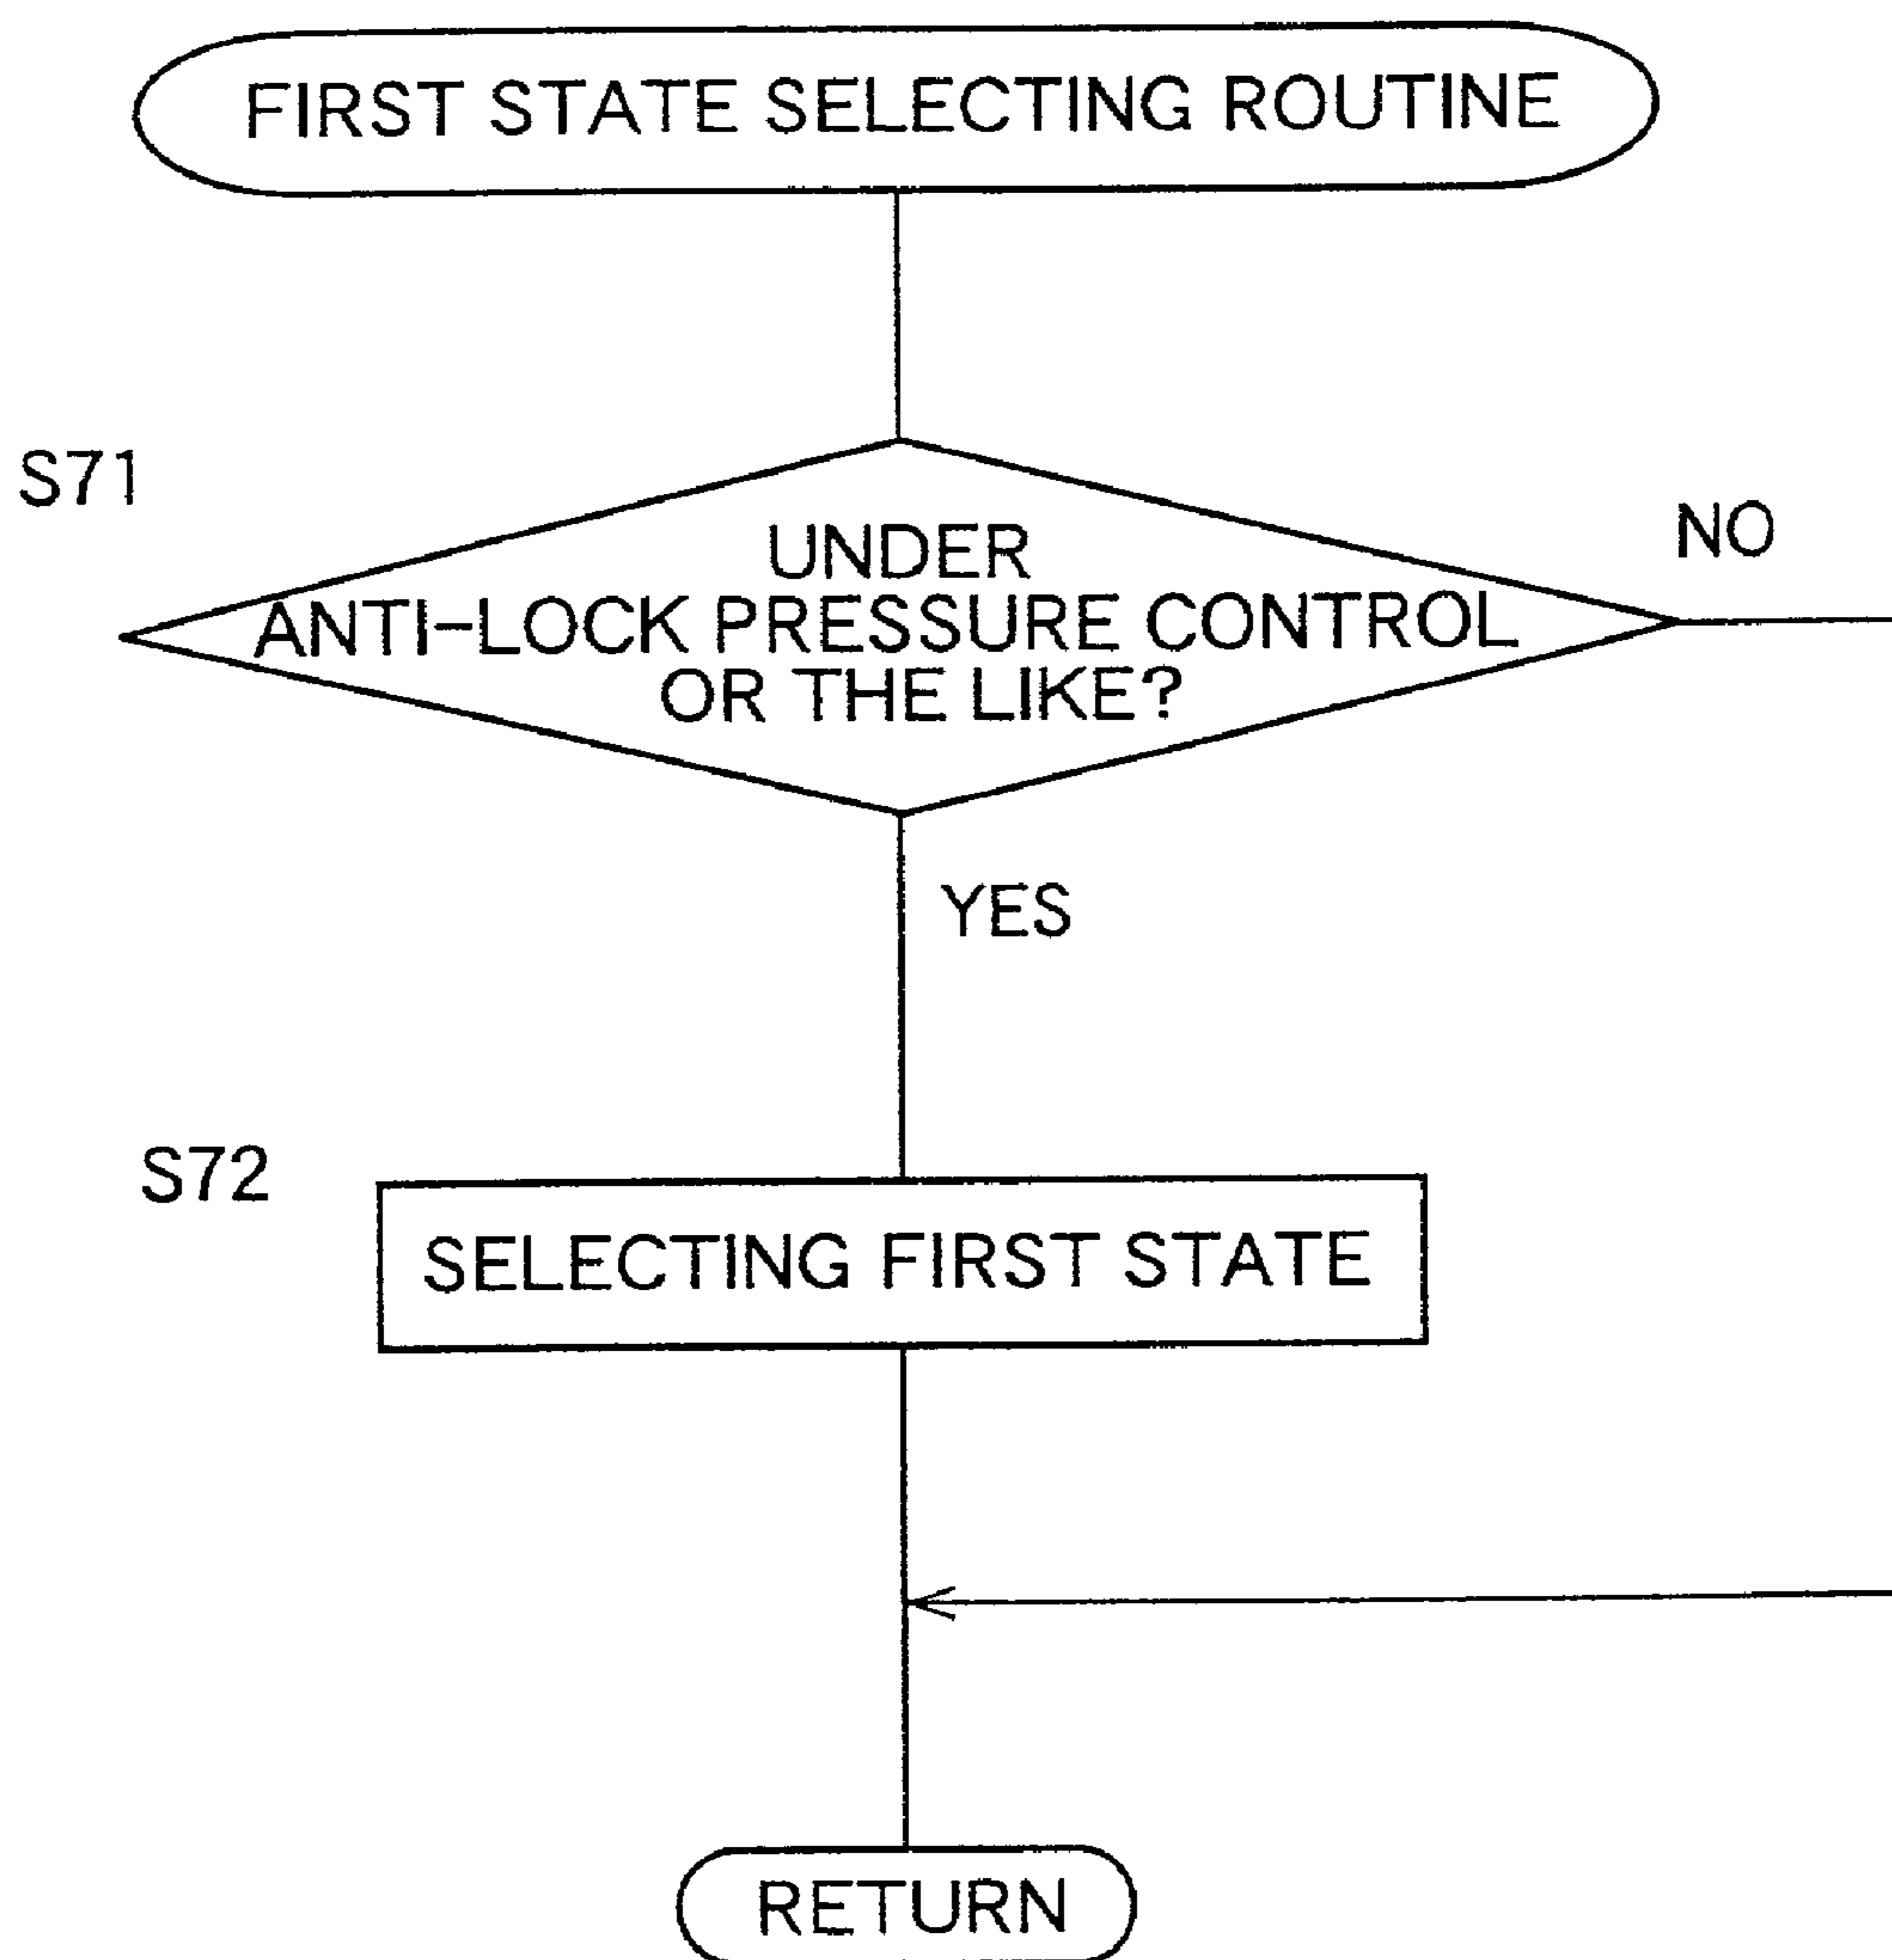 FIRST STATE SELECTING ROUTINE
S71
UNDER
ANTI-LOCK PRESSURE CONTROL
OR THE LIKE?
NO
YES
S72
SELECTING FIRST STATE
RETURN